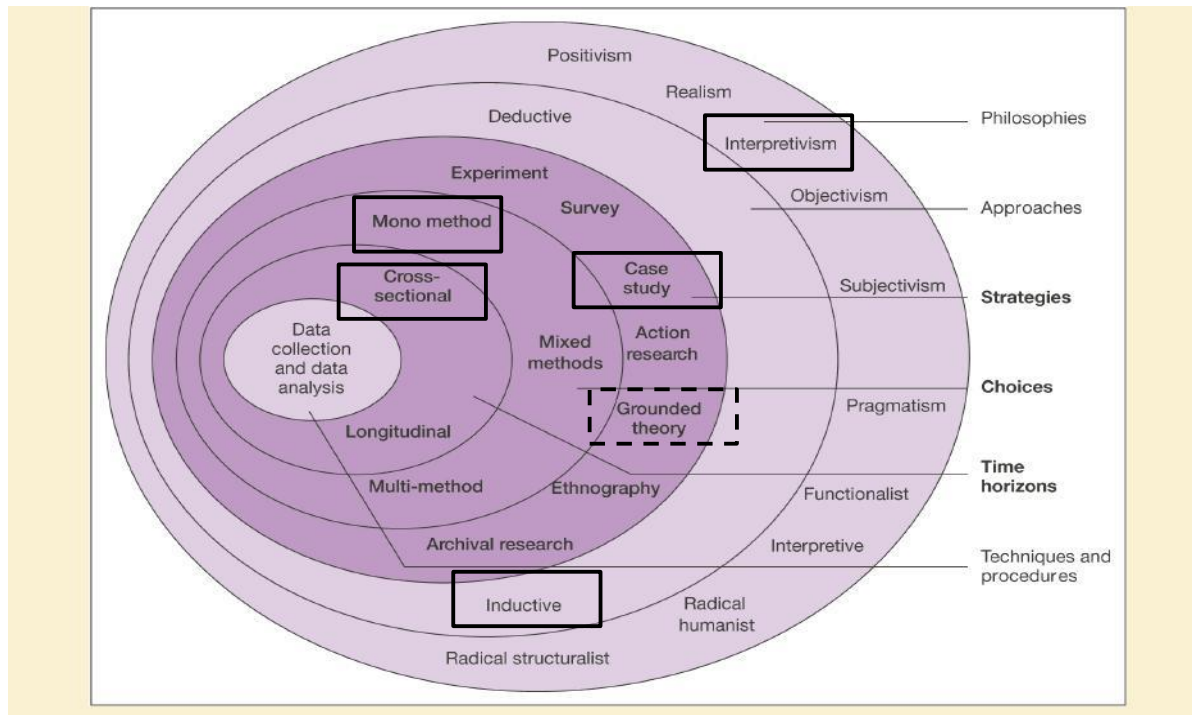 Positivism
Realism
Philosophies
Deductive
Interpretivism
Experiment
Objectivism
Approaches
Survey
Mono method
Case
study
Cross-
sectional
Subjectivism
Strategies
Data
collection
and data
analysis
Mixed
methods
Action
research
Choices
Grounded
theory
Pragmatism
Longitudinal
Time
horizons
Multi-method
Ethnography
Functionalist
Archival research
Interpretive
Techniques and
procedures
Inductive
Radical
humanist
Radical structuralist